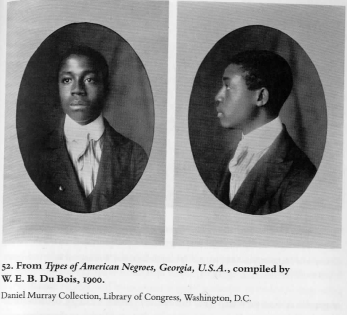 52. From Types of American Negroes, Georgia, U.S.A., compiled by
W. E. B. Du Bois, 1900.
Daniel Murray Collection, Library of Congress, Washington, D.C.